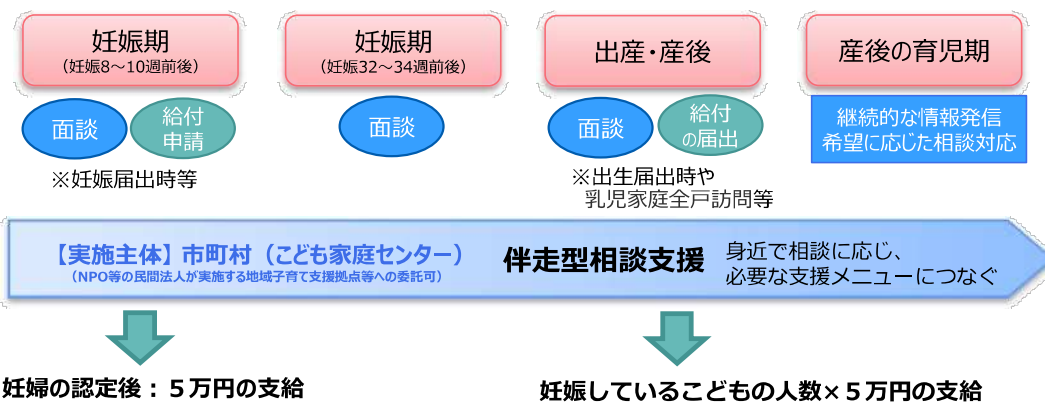 妊娠期
（妊娠8～10週前後）
面談
給付
申請
※妊娠届出時等
妊娠期
（妊娠32～34週前後）
面談
出産・産後
面談
給付
の届出
※出生届出時や
乳児家庭全戸訪問等
産後の育児期
継続的な情報発信
希望に応じた相談対応
【実施主体】市町村（こども家庭センター）
（NPO等の民間法人が実施する地域子育て支援拠点等への委託可）
伴走型相談支援
身近で相談に応じ、
必要な支援メニューにつなぐ
妊婦の認定後：５万円の支給
妊娠しているこどもの人数×５万円の支給